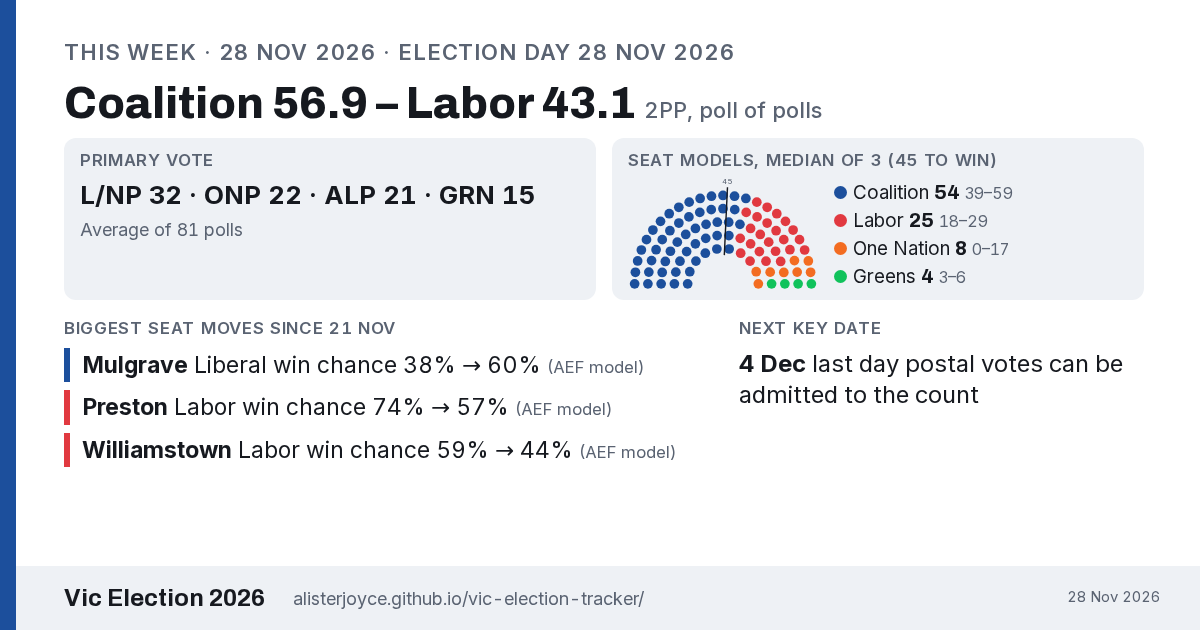 THIS WEEK · 28 NOV 2026 · ELECTION DAY 28 NOV 2026
Coalition 56.9 – Labor 43.1 2PP, poll of polls
PRIMARY VOTE
L/NP 32 · ONP 22 · ALP 21 · GRN 15
Average of 81 polls
SEAT MODELS, MEDIAN OF 3 (45 TO WIN)
45
Coalition 54 39–59
Labor 25 18–29
One Nation 8 0–17
Greens 4 3–6
BIGGEST SEAT MOVES SINCE 21 NOV
Mulgrave Liberal win chance 38% → 60% (AEF model)
Preston Labor win chance 74% → 57% (AEF model)
Williamstown Labor win chance 59% → 44% (AEF model)
NEXT KEY DATE
4 Dec last day postal votes can be
admitted to the count
Vic Election 2026
alisterjoyce.github.io/vic-election-tracker/
28 Nov 2026